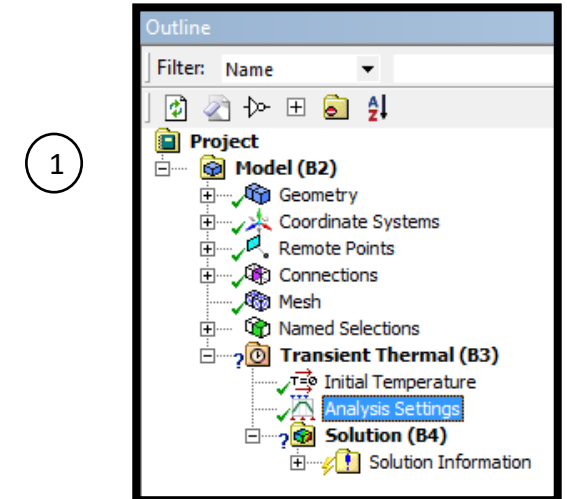 Outline
Filter: Name
1
Project
Model (B2)
Geometry
Coordinate Systems
Remote Points
Connections
Mesh
Named Selections
? Transient Thermal (B3)
T=0 Initial Temperature
Analysis Settings
? Solution (B4)
Solution Information